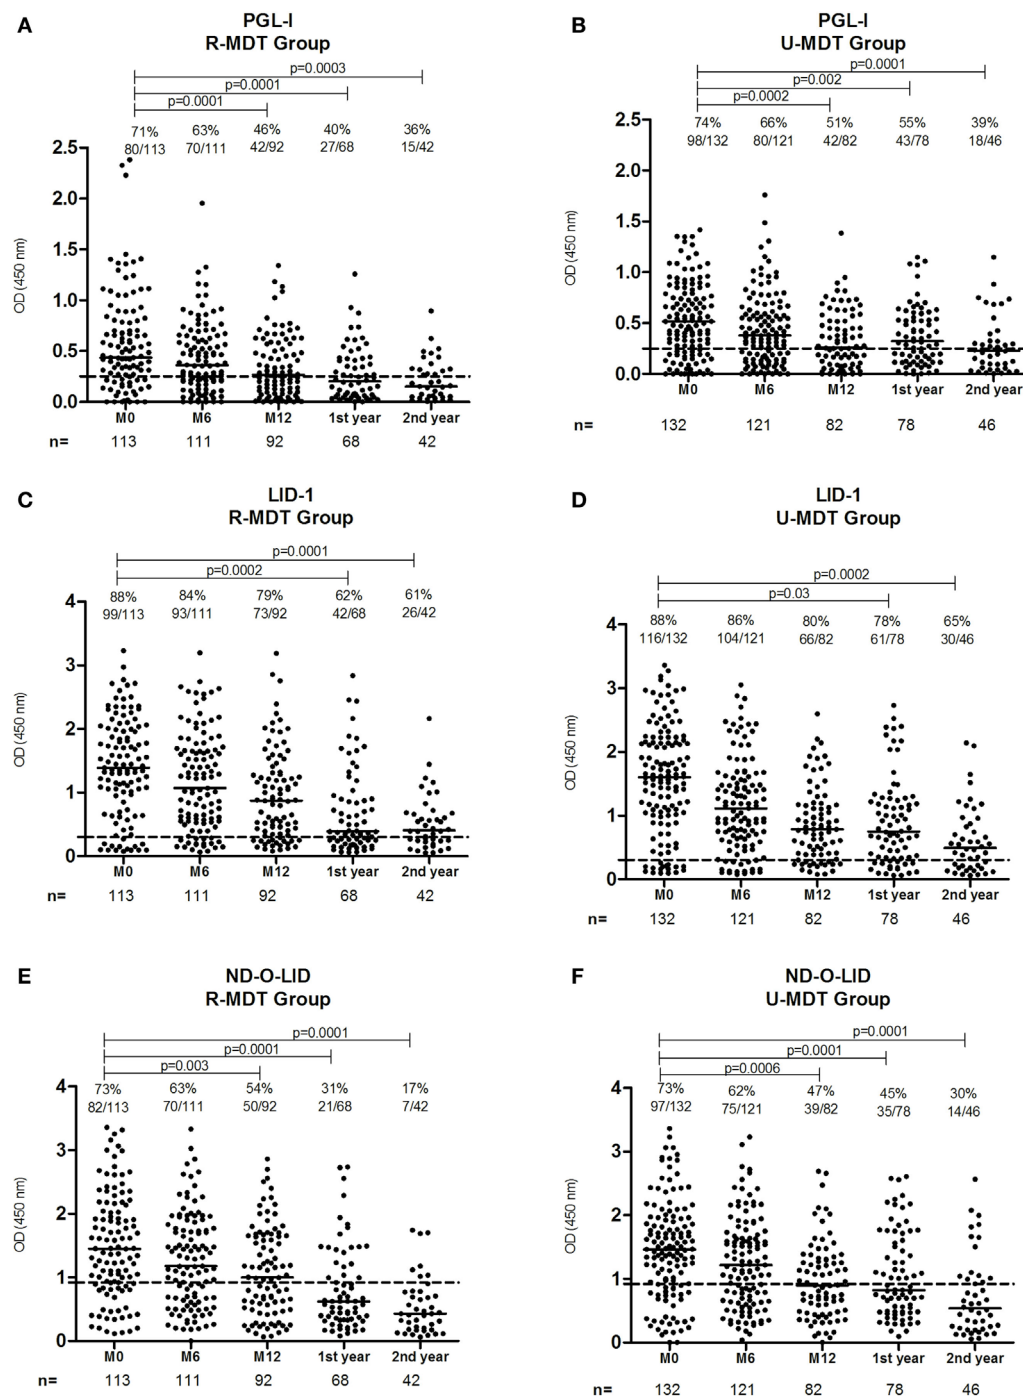 A
PGL-I
R-MDT Group
p=0.0003
p=0.0001
p=0.0001
71% 63% 46% 40% 36%
80/113 70/111 42/92 27/68 15/42
2.5
2.0
1.5
1.0
0.5
0.0
OD (450 nm)
M0 M6 M12 1st year 2nd year
n= 113 111 92 68 42
B
PGL-I
U-MDT Group
p=0.0001
p=0.002
p=0.0002
74% 66% 51% 55% 39%
98/132 80/121 42/82 43/78 18/46
2.5
2.0
1.5
1.0
0.5
0.0
OD (450 nm)
M0 M6 M12 1st year 2nd year
n= 132 121 82 78 46
C
LID-1
R-MDT Group
p=0.0001
p=0.0002
88% 84% 79% 62% 61%
99/113 93/111 73/92 42/68 26/42
4
3
2
1
0
OD (450 nm)
M0 M6 M12 1st year 2nd year
n= 113 111 92 68 42
D
LID-1
U-MDT Group
p=0.0002
p=0.03
88% 86% 80% 78% 65%
116/132 104/121 66/82 61/78 30/46
4
3
2
1
0
OD (450 nm)
M0 M6 M12 1st year 2nd year
n= 132 121 82 78 46
E
ND-O-LID
R-MDT Group
p=0.0001
p=0.0001
p=0.003
73% 63% 54% 31% 17%
82/113 70/111 50/92 21/68 7/42
4
3
2
1
0
OD (450 nm)
M0 M6 M12 1st year 2nd year
n= 113 111 92 68 42
F
ND-O-LID
U-MDT Group
p=0.0001
p=0.0001
p=0.0006
73% 62% 47% 45% 30%
97/132 75/121 39/82 35/78 14/46
4
3
2
1
0
OD (450 nm)
M0 M6 M12 1st year 2nd year
n= 132 121 82 78 46